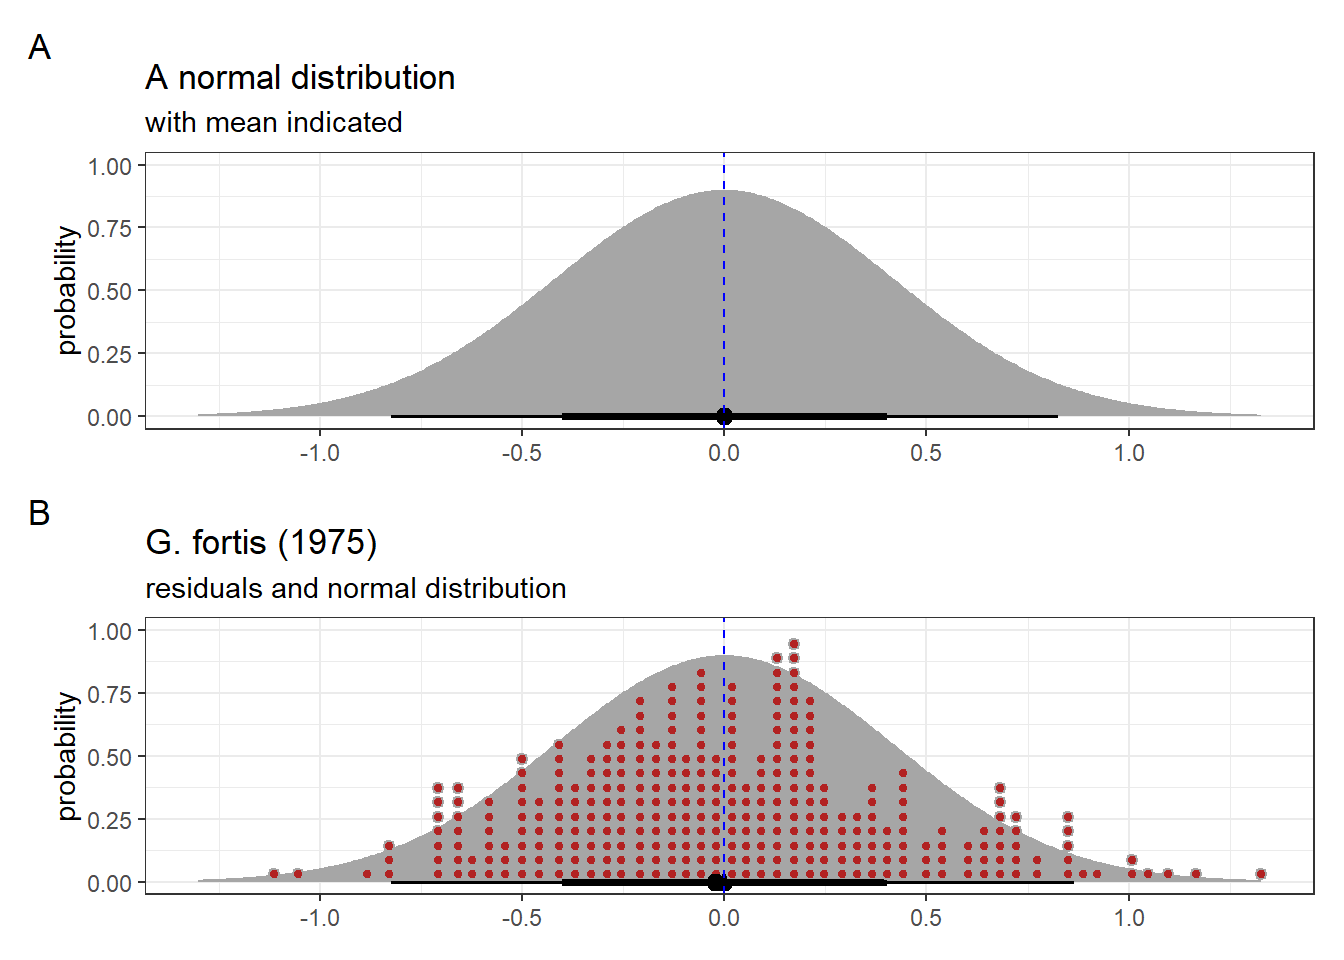 A
A normal distribution
with mean indicated
probability
1.00
0.75
0.50
0.25
0.00
-1.0 -0.5 0.0 0.5 1.0
B
G. fortis (1975)
residuals and normal distribution
probability
1.00
0.75
0.50
0.25
0.00
-1.0 -0.5 0.0 0.5 1.0